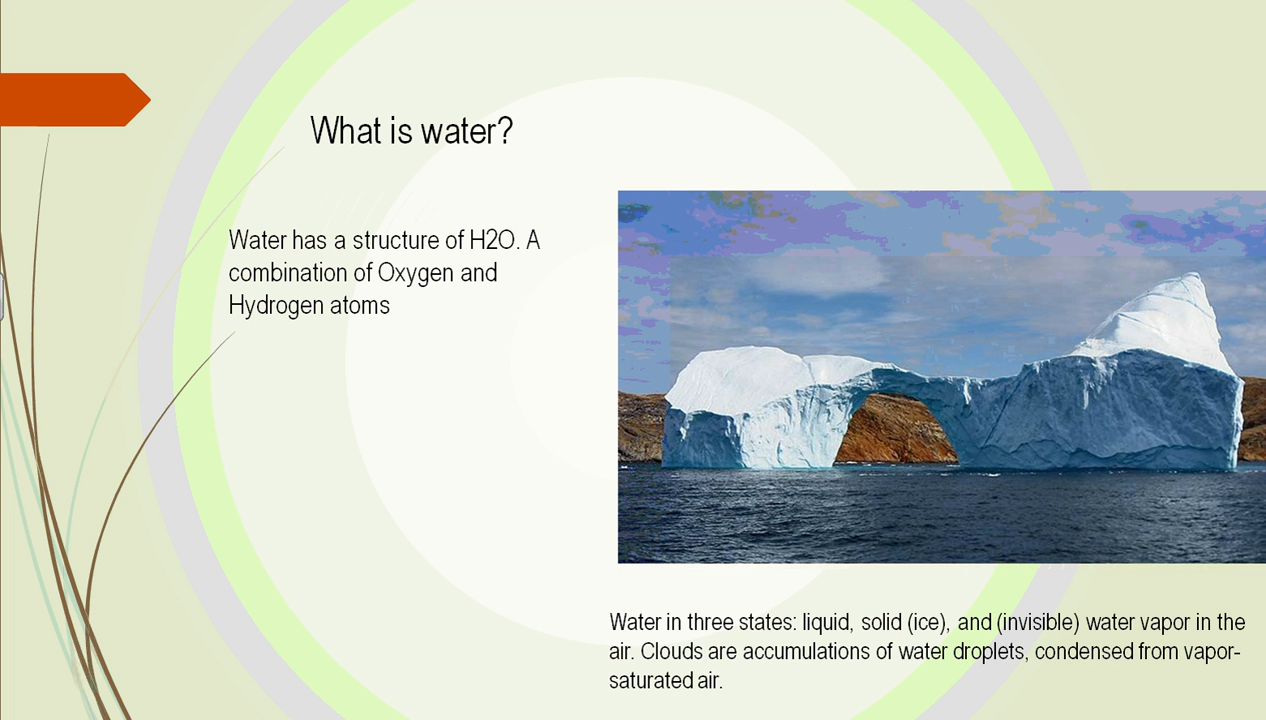 What is water?
Water has a structure of H2O. A
combination of Oxygen and
Hydrogen atoms
Water in three states: liquid, solid (ice), and (invisible) water vapor in the
air. Clouds are accumulations of water droplets, condensed from vapor-
saturated air.